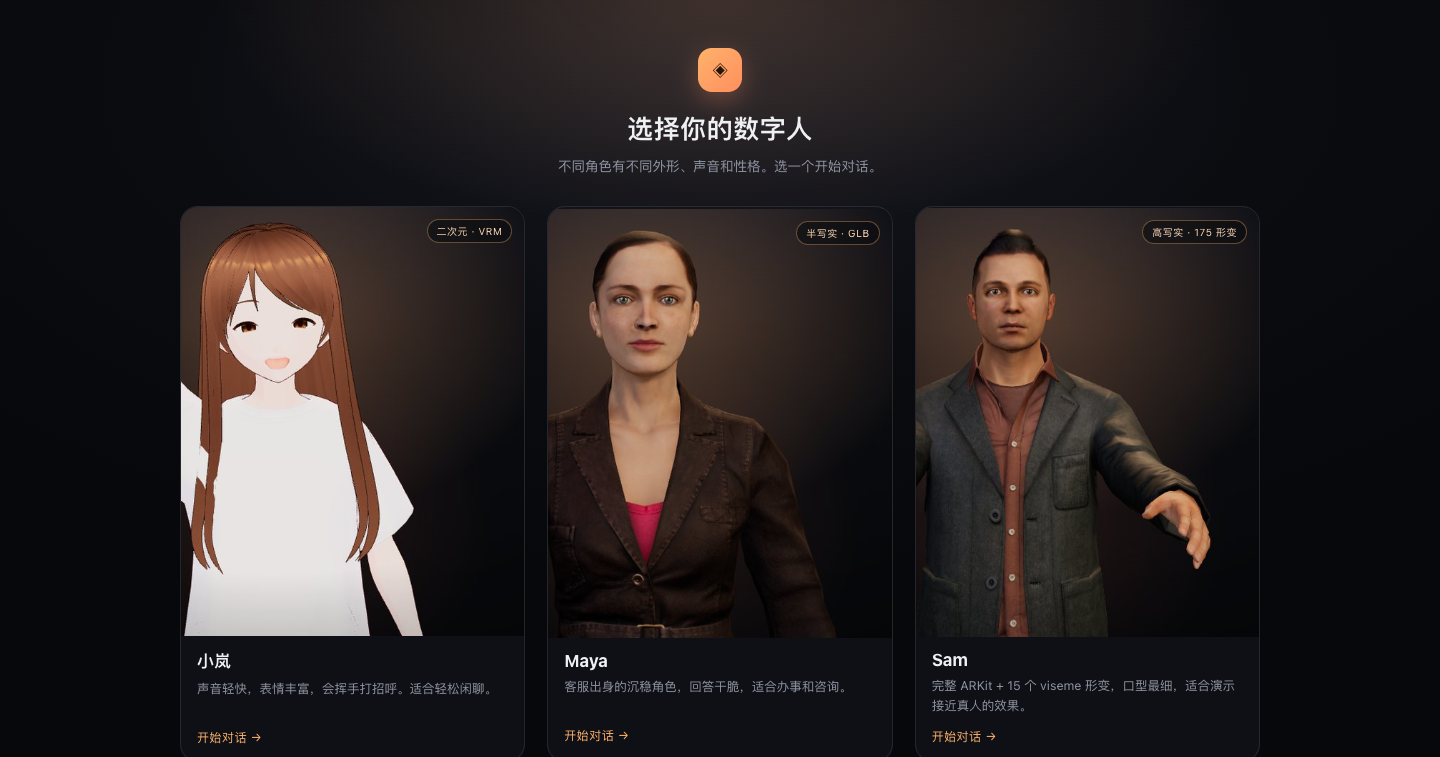 选择你的数字人
不同角色有不同外形、声音和性格。选一个开始对话。
二次元 · VRM
小岚
声音轻快，表情丰富，会挥手打招呼。适合轻松闲聊。
开始对话 →
半写实 · GLB
Maya
客服出身的沉稳角色，回答干脆，适合办事和咨询。
开始对话 →
高写实 · 175 形变
Sam
完整 ARKit + 15 个 viseme 形变，口型最细，适合演示
接近真人的效果。
开始对话 →